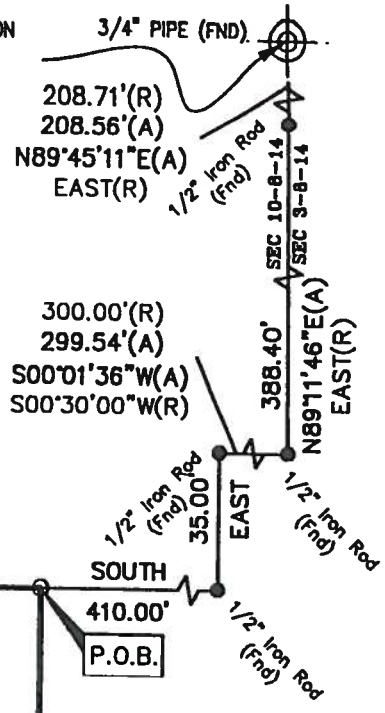 ON
3/4" PIPE (FND)
208.71'(R)
208.56'(A)
N89°45'11"E(A)
EAST(R)
1/2" Iron Rod
(Fnd)
SEC 10-8-14
SEC 3-8-14
300.00'(R)
299.54'(A)
S00°01'36"W(A)
S00°30'00"W(R)
388.40'
N89°11'46"E(A)
EAST(R)
1/2" Iron Rod
(Fnd)
35.00'
EAST
1/2" Iron Rod
(Fnd)
SOUTH
410.00'
1/2" Iron Rod
(Fnd)
P.O.B.